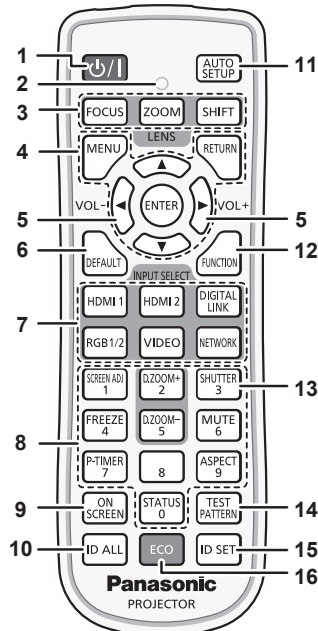 1 ⏻/| AUTO SETUP 11
2
3 FOCUS ZOOM SHIFT
LENS
4 MENU RETURN
5 VOL- ENTER VOL+ 5
6 DEFAULT FUNCTION 12
INPUT SELECT
HDMI 1 HDMI 2 DIGITAL LINK
7
RGB1/2 VIDEO NETWORK
SCREEN ADJ 1 D.ZOOM+ 2 SHUTTER 3 13
8 FREEZE 4 D.ZOOM- 5 MUTE 6
P-TIMER 7 8 ASPECT 9
9 ON SCREEN STATUS 0 TEST PATTERN 14
10 ID ALL ECO ID SET 15
16
Panasonic
PROJECTOR